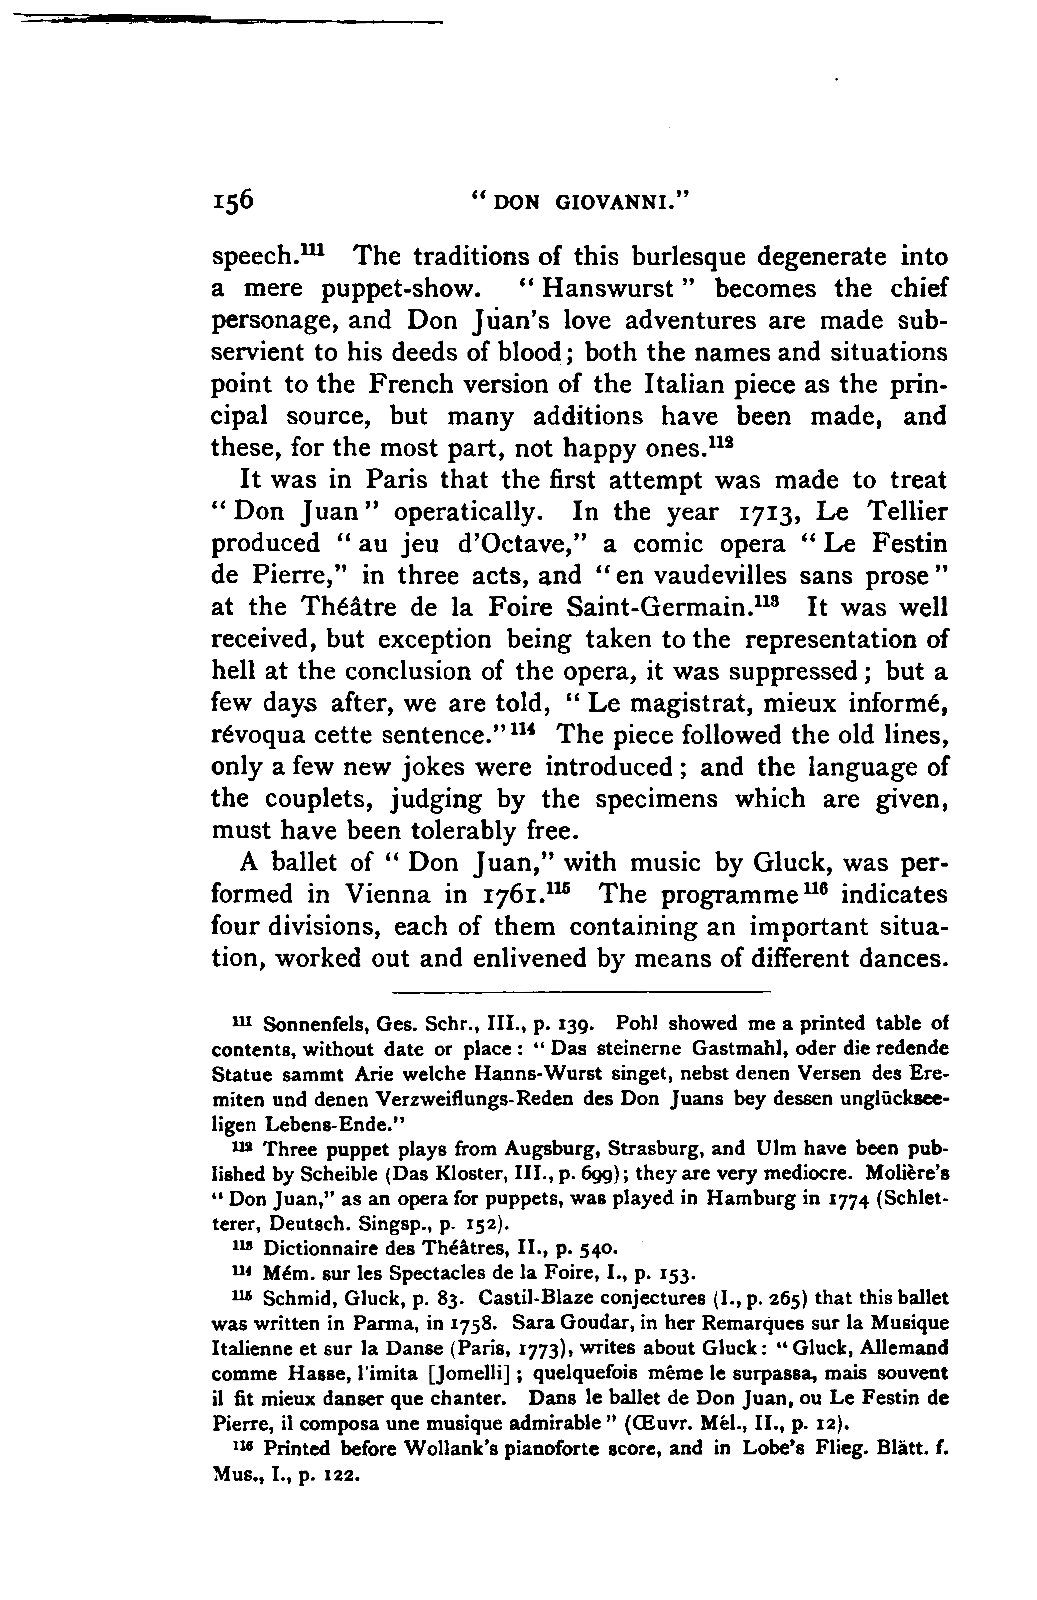 156 “DON GIOVANNI.”
speech.¹¹¹ The traditions of this burlesque degenerate into
a mere puppet-show. “Hanswurst” becomes the chief
personage, and Don Juan's love adventures are made sub-
servient to his deeds of blood; both the names and situations
point to the French version of the Italian piece as the prin-
cipal source, but many additions have been made, and
these, for the most part, not happy ones.¹¹²
It was in Paris that the first attempt was made to treat
“Don Juan” operatically. In the year 1713, Le Tellier
produced “au jeu d'Octave,” a comic opera “Le Festin
de Pierre,” in three acts, and “en vaudevilles sans prose”
at the Théâtre de la Foire Saint-Germain.¹¹³ It was well
received, but exception being taken to the representation of
hell at the conclusion of the opera, it was suppressed; but a
few days after, we are told, “Le magistrat, mieux informé,
révoqua cette sentence.”¹¹⁴ The piece followed the old lines,
only a few new jokes were introduced; and the language of
the couplets, judging by the specimens which are given,
must have been tolerably free.
A ballet of “Don Juan,” with music by Gluck, was per-
formed in Vienna in 1761.¹¹⁵ The programme¹¹⁶ indicates
four divisions, each of them containing an important situa-
tion, worked out and enlivened by means of different dances.
¹¹¹ Sonnenfels, Ges. Schr., III., p. 139. Pohl showed me a printed table of
contents, without date or place: “Das steinerne Gastmahl, oder die redende
Statue sammt Arie welche Hanns-Wurst singet, nebst denen Versen des Ere-
miten und denen Verzweiflungs-Reden des Don Juans bey dessen unglücksee-
ligen Lebens-Ende.”
¹¹² Three puppet plays from Augsburg, Strasburg, and Ulm have been pub-
lished by Scheible (Das Kloster, III., p. 699); they are very mediocre. Molière's
“Don Juan,” as an opera for puppets, was played in Hamburg in 1774 (Schlet-
terer, Deutsch. Singsp., p. 152).
¹¹³ Dictionnaire des Théâtres, II., p. 540.
¹¹⁴ Mém. sur les Spectacles de la Foire, I., p. 153.
¹¹⁵ Schmid, Gluck, p. 83. Castil-Blaze conjectures (I., p. 265) that this ballet
was written in Parma, in 1758. Sara Goudar, in her Remarques sur la Musique
Italienne et sur la Danse (Paris, 1773), writes about Gluck: “Gluck, Allemand
comme Hasse, l'imita [Jomelli]; quelquefois même le surpassa, mais souvent
il fit mieux danser que chanter. Dans le ballet de Don Juan, ou Le Festin de
Pierre, il composa une musique admirable” (Œuvr. Mêl., II., p. 12).
¹¹⁶ Printed before Wollank's pianoforte score, and in Lobe's Flieg. Blätt. f.
Mus., I., p. 122.